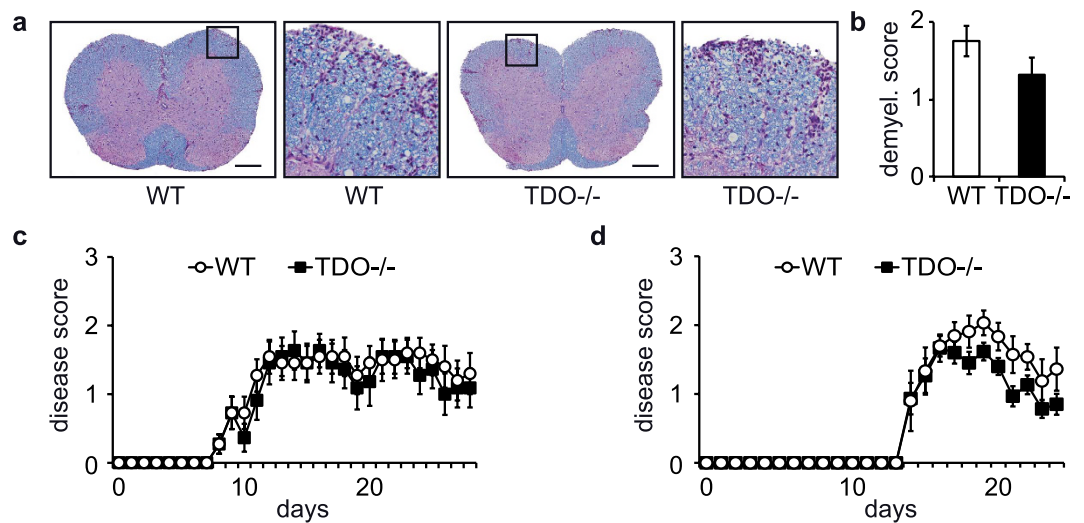 a
WT
WT
TDO-/-
TDO-/-
b
demyel. score
2
1
0
WT
TDO-/-
c
WT
TDO-/-
disease score
3
2
1
0
0
10
20
days
d
WT
TDO-/-
disease score
3
2
1
0
0
10
20
days